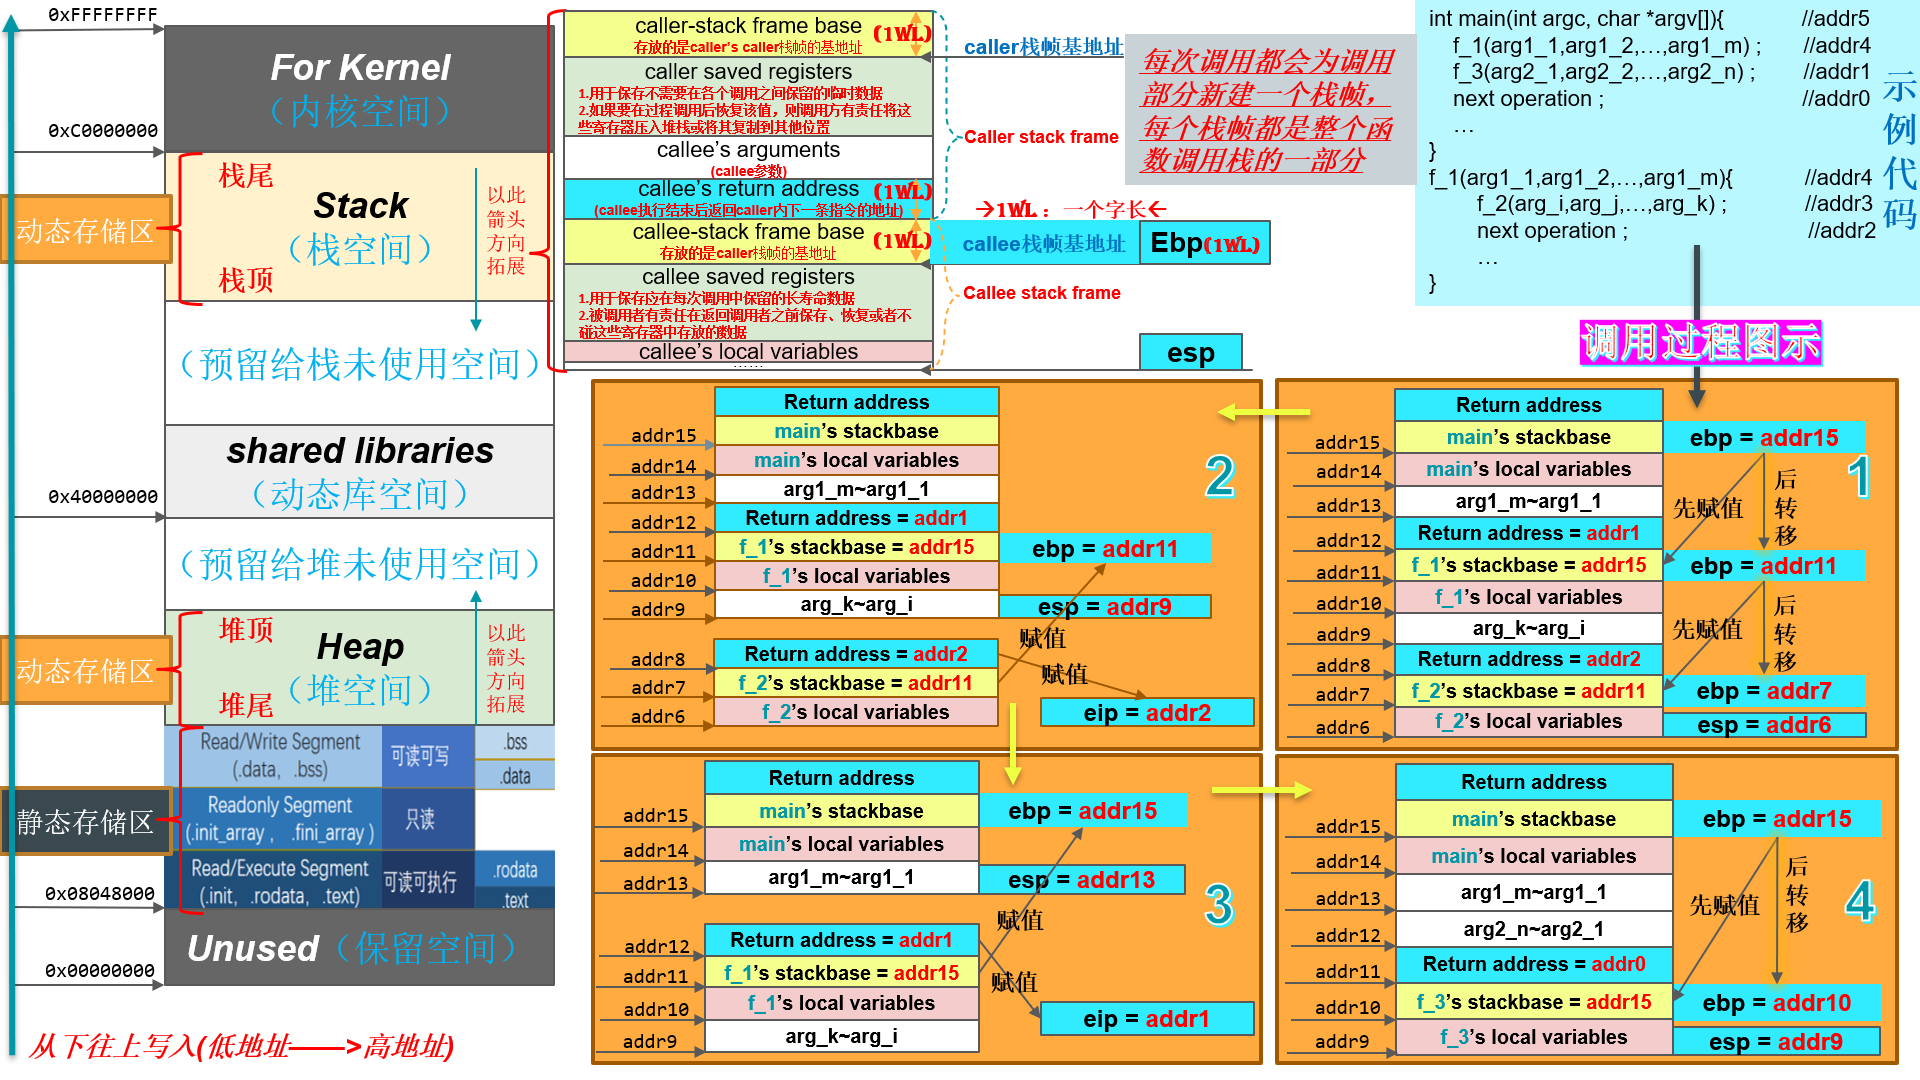 0xFFFFFFFF
For Kernel
（内核空间）
0xC0000000
栈尾
Stack
（栈空间）
栈顶
以此
箭头
方向
拓展
动态存储区
（预留给栈未使用空间）
shared libraries
（动态库空间）
0x40000000
（预留给堆未使用空间）
堆顶
Heap
（堆空间）
堆尾
以此
箭头
方向
拓展
动态存储区
Read/Write Segment
(.data, .bss)
可读可写
.bss
.data
静态存储区
Readonly Segment
(.init_array , .fini_array )
只读
Read/Execute Segment
(.init, .rodata, .text)
可读可执行
.rodata
.text
0x08048000
Unused（保留空间）
0x00000000
从下往上写入(低地址——>高地址)
caller-stack frame base
存放的是caller’s caller栈帧的基地址
(1WL)
caller栈帧基地址
caller saved registers
1.用于保存不需要在各个调用之间保留的临时数据
2.如果要在过程调用后恢复该值，则调用方有责任将这
些寄存器压入堆栈或将其复制到其他位置
Caller stack frame
callee’s arguments
(callee参数)
callee’s return address
(callee执行结束后返回caller内下一条指令的地址)
(1WL)
→1WL： 一个字长←
callee-stack frame base
存放的是caller栈帧的基地址
(1WL)
callee栈帧基地址
Ebp(1WL)
callee saved registers
1.用于保存应在每次调用中保留的长寿命数据
2.被调用者有责任在返回调用者之前保存、恢复或者不
碰这些寄存器中存放的数据
Callee stack frame
callee’s local variables
······
esp
每次调用都会为调用
部分新建一个栈帧，
每个栈帧都是整个函
数调用栈的一部分
int main(int argc, char *argv[]){ //addr5
f_1(arg1_1,arg1_2,…,arg1_m) ; //addr4
f_3(arg2_1,arg2_2,…,arg2_n) ; //addr1
next operation ; //addr0
…
}
f_1(arg1_1,arg1_2,…,arg1_m){ //addr4
f_2(arg_i,arg_j,…,arg_k) ; //addr3
next operation ; //addr2
…
}
示例代码
调用过程图示
Return address
main’s stackbase
addr15
ebp = addr15
main’s local variables
addr14
arg1_m~arg1_1
addr13
Return address = addr1
addr12
f_1’s stackbase = addr15
addr11
ebp = addr11
f_1’s local variables
addr10
arg_k~arg_i
addr9
Return address = addr2
addr8
f_2’s stackbase = addr11
addr7
ebp = addr7
f_2’s local variables
addr6
esp = addr6
先赋值
后转移
先赋值
后转移
1
Return address
main’s stackbase
addr15
main’s local variables
addr14
arg1_m~arg1_1
addr13
Return address = addr1
addr12
f_1’s stackbase = addr15
addr11
ebp = addr11
f_1’s local variables
addr10
arg_k~arg_i
addr9
esp = addr9
赋值
Return address = addr2
addr8
赋值
f_2’s stackbase = addr11
addr7
f_2’s local variables
addr6
eip = addr2
2
Return address
main’s stackbase
addr15
ebp = addr15
main’s local variables
addr14
arg1_m~arg1_1
addr13
esp = addr13
赋值
Return address = addr1
addr12
f_1’s stackbase = addr15
addr11
赋值
f_1’s local variables
addr10
eip = addr1
arg_k~arg_i
addr9
3
Return address
main’s stackbase
addr15
ebp = addr15
main’s local variables
addr14
arg1_m~arg1_1
addr13
arg2_n~arg2_1
addr12
Return address = addr0
addr11
f_3’s stackbase = addr15
addr10
ebp = addr10
f_3’s local variables
addr9
esp = addr9
先赋值
后转移
4